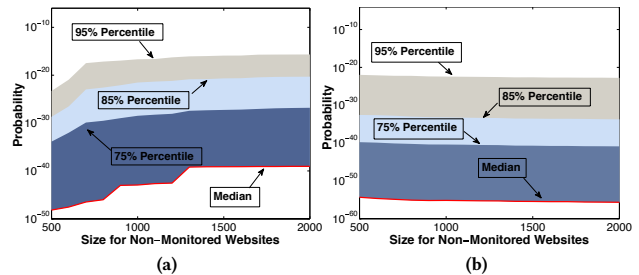 10^-10
10^-20
10^-30
10^-40
10^-50
Probability
95% Percentile
85% Percentile
75% Percentile
Median
500 1000 1500 2000
Size for Non-Monitored Websites
(a)
10^0
10^-10
10^-20
10^-30
10^-40
10^-50
10^-60
Probability
95% Percentile
85% Percentile
75% Percentile
Median
500 1000 1500 2000
Size for Non-Monitored Websites
(b)